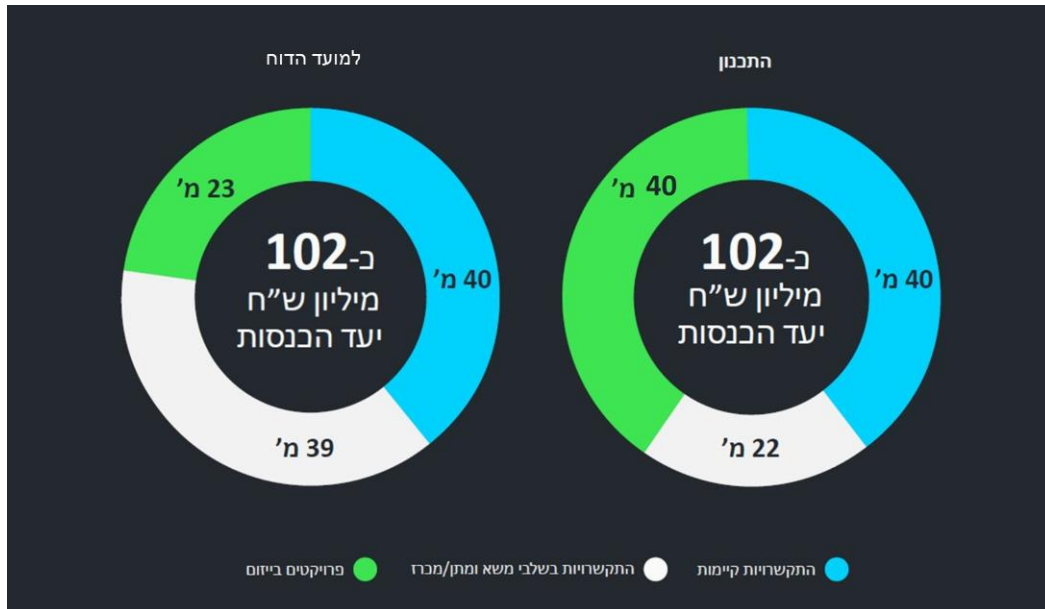 התכנון
למועד הדוח
40 מ׳
40 מ׳
כ-102
מיליון ש״ח
יעד הכנסות
22 מ׳
23 מ׳
40 מ׳
כ-102
מיליון ש״ח
יעד הכנסות
39 מ׳
התקשרויות קיימות
התקשרויות בשלבי משא ומתן/מכרז
פרויקטים בייזום